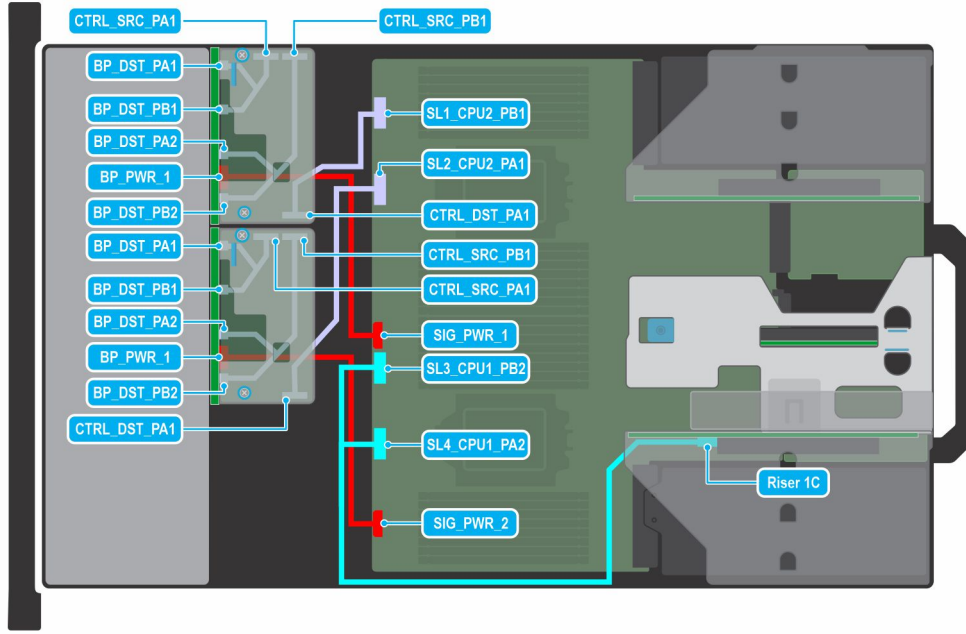 CTRL_SRC_PA1
CTRL_SRC_PB1
BP_DST_PA1
BP_DST_PB1
BP_DST_PA2
BP_PWR_1
BP_DST_PB2
BP_DST_PA1
BP_DST_PB1
BP_DST_PA2
BP_PWR_1
BP_DST_PB2
CTRL_DST_PA1
SL1_CPU2_PB1
SL2_CPU2_PA1
CTRL_DST_PA1
CTRL_SRC_PB1
CTRL_SRC_PA1
SIG_PWR_1
SL3_CPU1_PB2
SL4_CPU1_PA2
SIG_PWR_2
Riser 1C